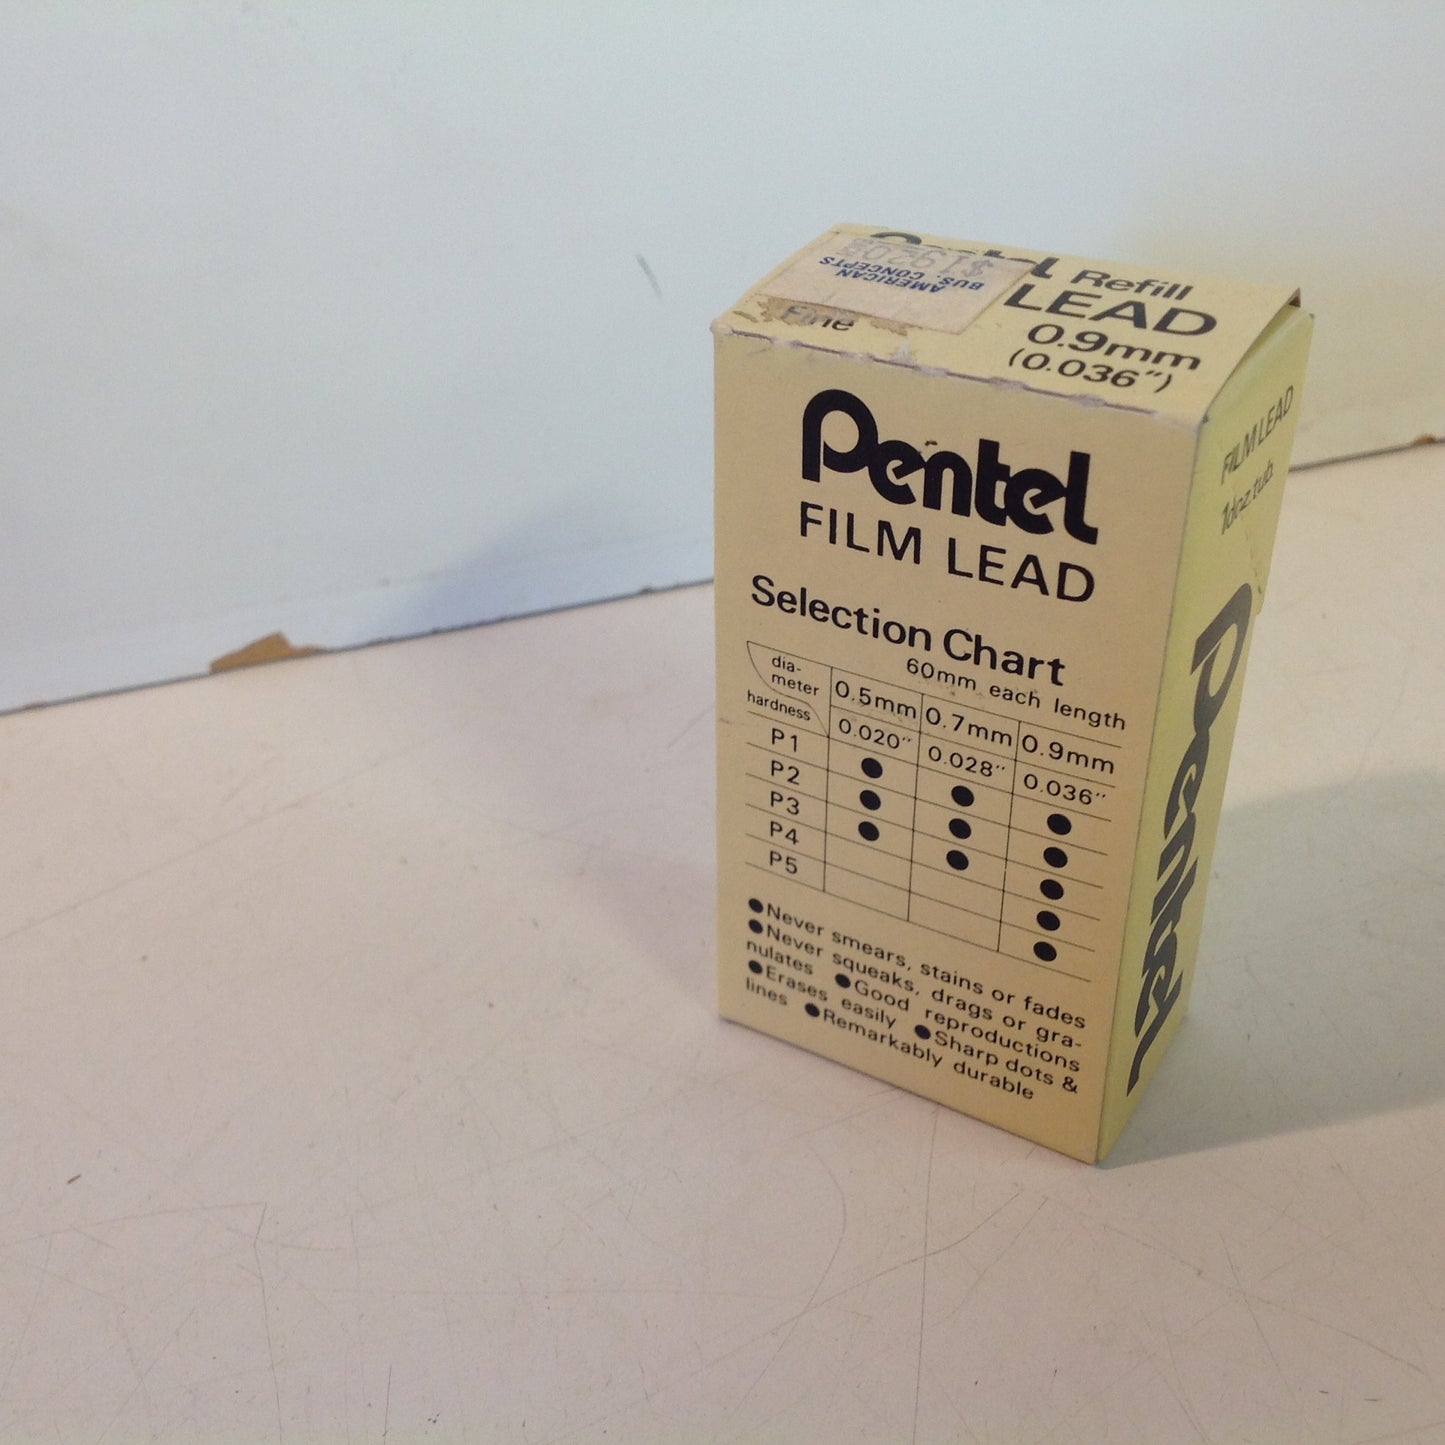 Refill
LEAD
0.9mm
(0.036")
AMERICAN
BUS. CONCEPTS
Fine
Pentel
FILM LEAD
Selection Chart
60mm each length
dia-
meter
hardness
0.5mm 0.7mm 0.9mm
0.020" 0.028" 0.036"
P1 ● ● ●
P2 ● ● ●
P3 ● ● ●
P4 ●
P5 ●
●Never smears, stains or fades
●Never squeaks, drags or gra-
nulates ●Good reproductions
●Erases easily ●Sharp dots &
lines ●Remarkably durable
FILM LEAD
1doz.tub
Pentel